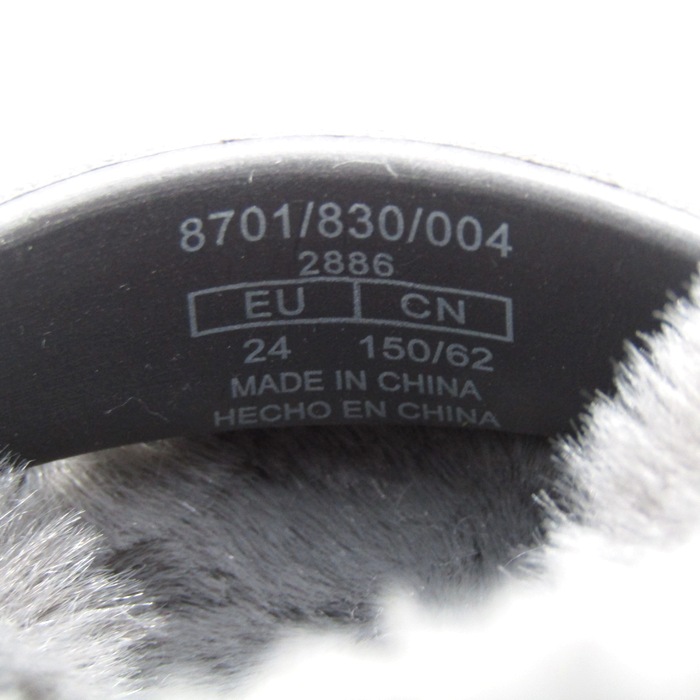 8701/830/004
2886
EU CN
24 150/62
MADE IN CHINA
HECHO EN CHINA